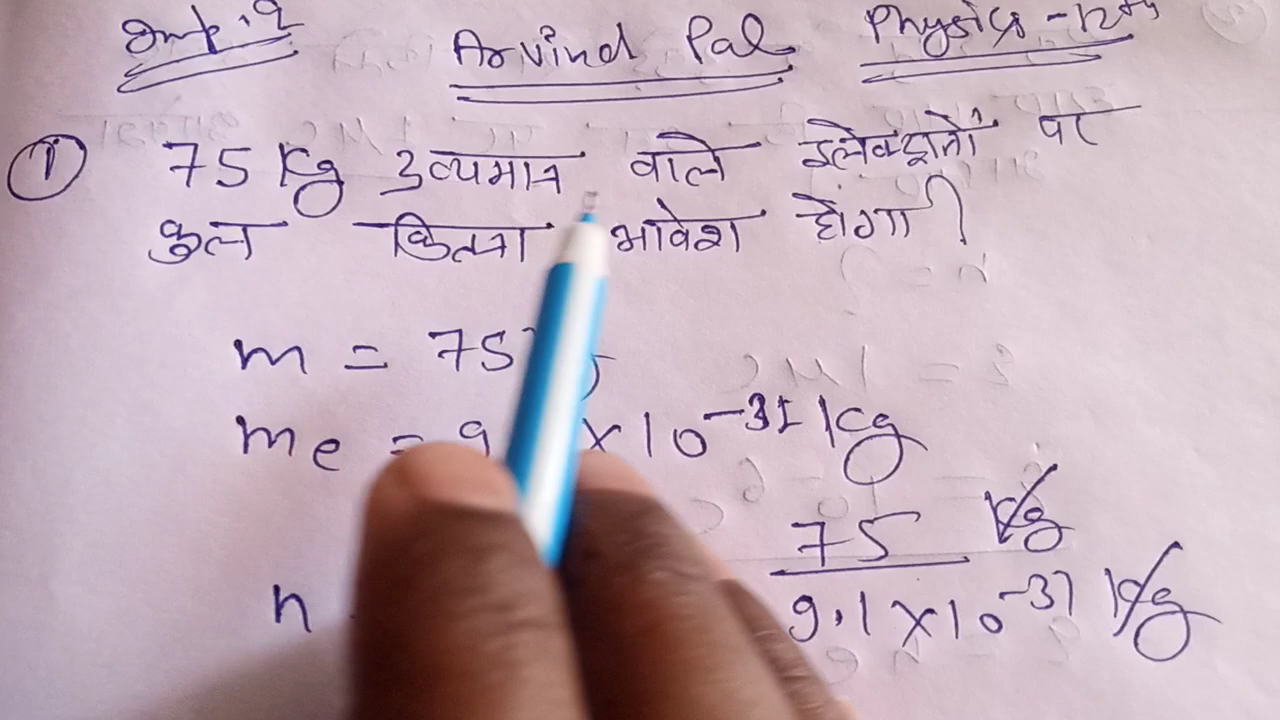 Imp. Q Arvind Pal Physics - 12th
① 75 Kg द्रव्यमान वाले इलेक्ट्रानों पर
कुल कितना आवेश होगा।
m = 75
me = 9 × 10⁻³¹ kg
n 75 kg
9.1 × 10⁻³¹ kg